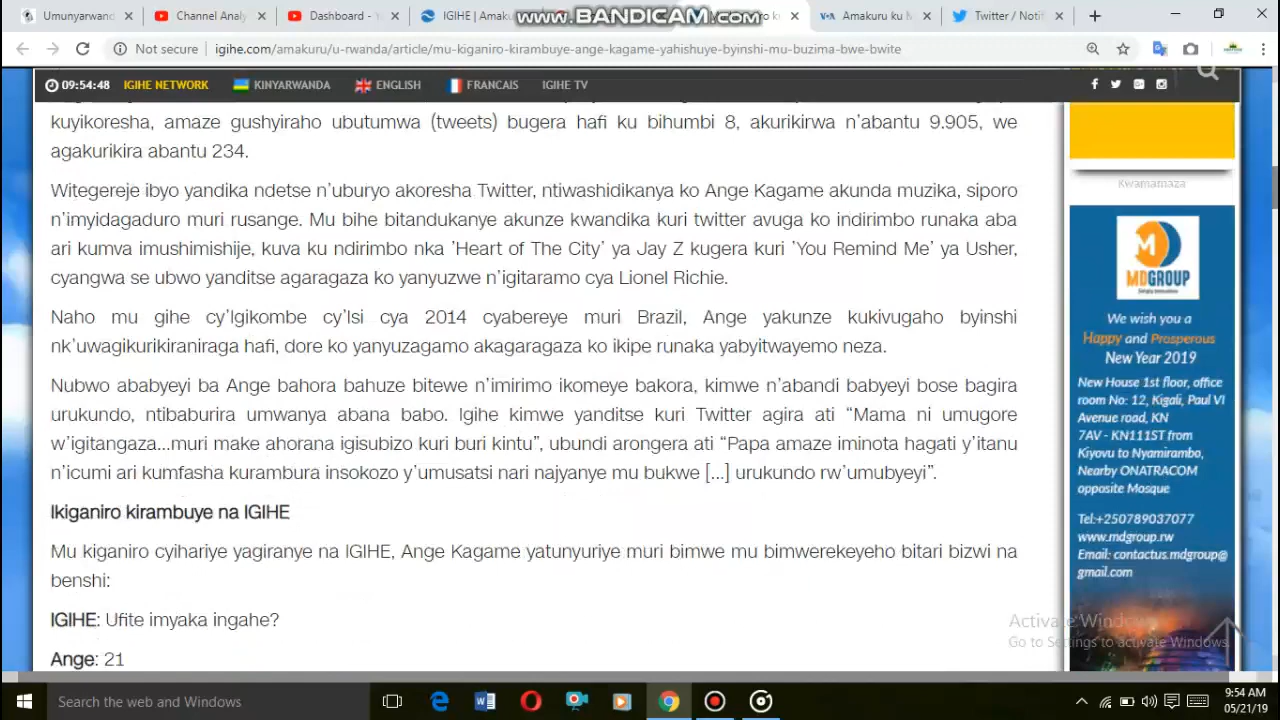 Umunyarwand
Channel Analy
Dashboard - Y
IGIHE | Amaku
www.BANDICAM.com
Amakuru ku N
Twitter / Notif
Not secure
igihe.com/amakuru/u-rwanda/article/mu-kiganiro-kirambuye-ange-kagame-yahishuye-byinshi-mu-buzima-bwe-bwite
09:54:48
IGIHE NETWORK
KINYARWANDA
ENGLISH
FRANCAIS
IGIHE TV
kuyikoresha, amaze gushyiraho ubutumwa (tweets) bugera hafi ku bihumbi 8, akurikirwa n'abantu 9.905, we
agakurikira abantu 234.
Witegereje ibyo yandika ndetse n'uburyo akoresha Twitter, ntiwashidikanya ko Ange Kagame akunda muzika, siporo
n'imyidagaduro muri rusange. Mu bihe bitandukanye akunze kwandika kuri twitter avuga ko indirimbo runaka aba
ari kumva imushimishije, kuva ku ndirimbo nka 'Heart of The City' ya Jay Z kugera kuri 'You Remind Me' ya Usher,
cyangwa se ubwo yanditse agaragaza ko yanyuzwe n'igitaramo cya Lionel Richie.
Naho mu gihe cy'Igikombe cy'Isi cya 2014 cyabereye muri Brazil, Ange yakunze kukivugaho byinshi
nk'uwagikurikiraniraga hafi, dore ko yanyuzagamo akagaragaza ko ikipe runaka yabyitwayemo neza.
Nubwo ababyeyi ba Ange bahora bahuze bitewe n'imirimo ikomeye bakora, kimwe n'abandi babyeyi bose bagira
urukundo, ntibaburira umwanya abana babo. Igihe kimwe yanditse kuri Twitter agira ati "Mama ni umugore
w'igitangaza...muri make ahorana igisubizo kuri buri kintu", ubundi arongera ati "Papa amaze iminota hagati y'itanu
n'icumi ari kumfasha kurambura insokozo y'umusatsi nari najyanye mu bukwe [...] urukundo rw'umubyeyi".
Ikiganiro kirambuye na IGIHE
Mu kiganiro cyihariye yagiranye na IGIHE, Ange Kagame yatunyuriye muri bimwe mu bimwerekeyeho bitari bizwi na
benshi:
IGIHE: Ufite imyaka ingahe?
Ange: 21
Kwamamaza
MDGROUP
We wish you a
Happy and Prosperous
New Year 2019
New House 1st floor, office
room No: 12, Kigali, Paul VI
Avenue road, KN
7AV - KN111ST from
Kiyovu to Nyamirambo,
Nearby ONATRACOM
opposite Mosque
Tel:+250789037077
www.mdgroup.rw
Email: contactus.mdgroup@
gmail.com
Activate Windows
Go to Settings to activate Windows.
Search the web and Windows
9:54 AM
05/21/19